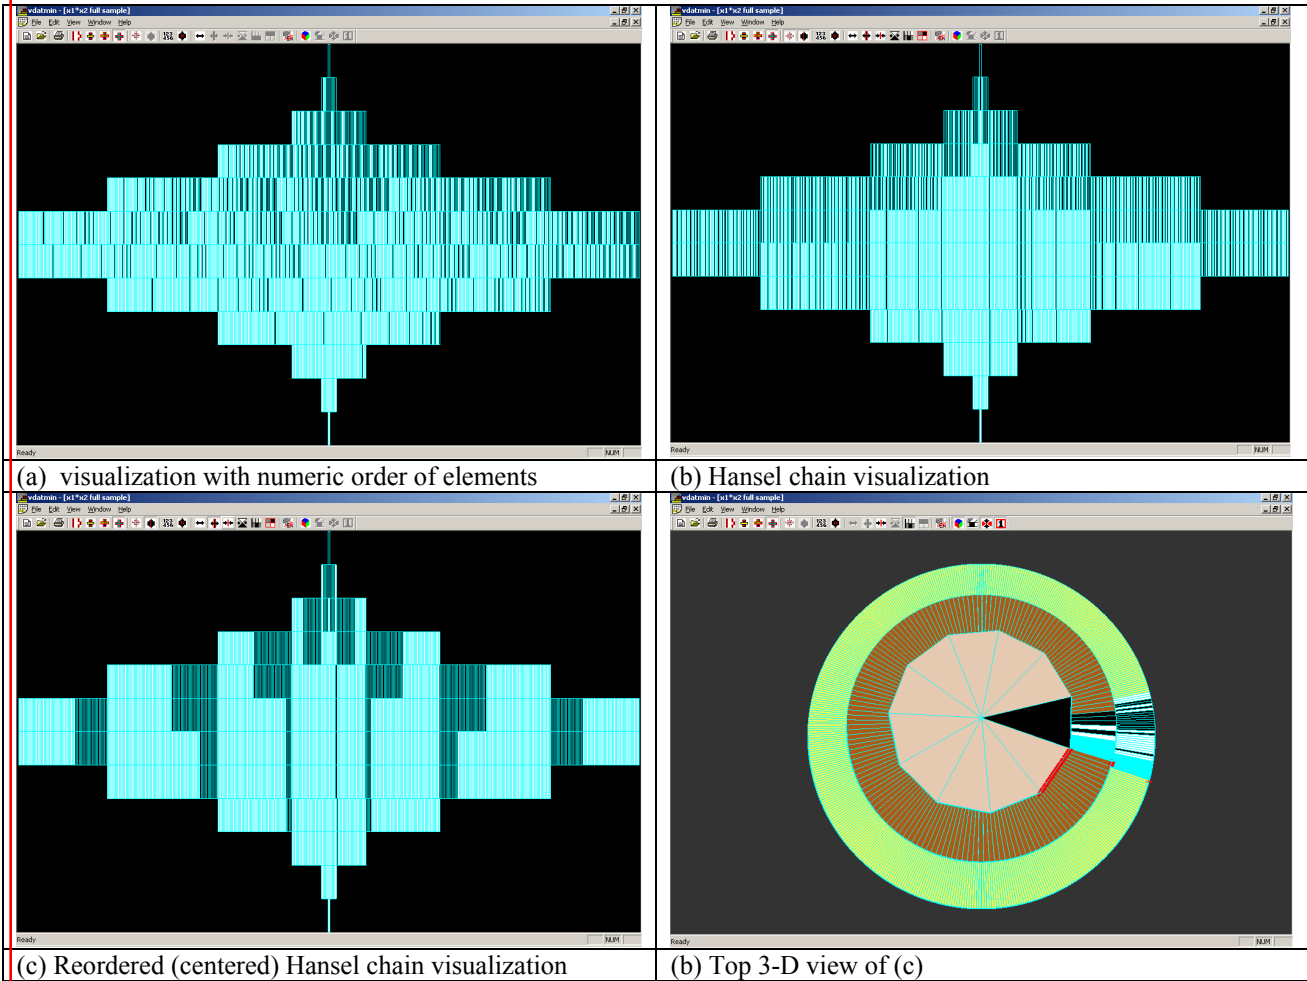 vdatmin - [x1*x2 full sample]
File Edit View Window Help
Ready NUM
vdatmin - [x1*x2 full sample]
File Edit View Window Help
Ready NUM
(a) visualization with numeric order of elements
(b) Hansel chain visualization
vdatmin - [x1*x2 full sample]
File Edit View Window Help
Ready NUM
vdatmin - [x1*x2 full sample]
File Edit View Window Help
Ready NUM
(c) Reordered (centered) Hansel chain visualization
(b) Top 3-D view of (c)